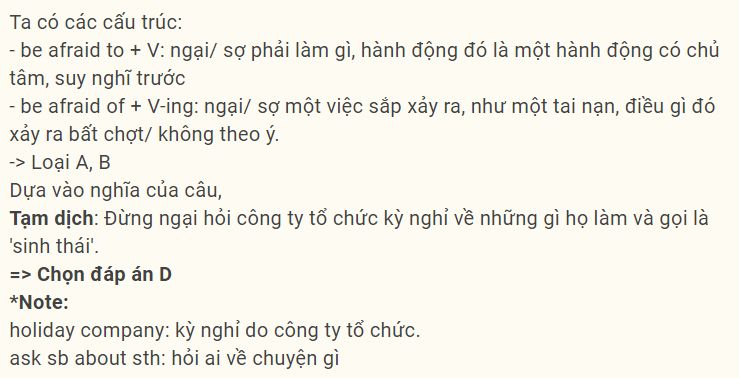 Ta có các cấu trúc:
- be afraid to + V: ngại/ sợ phải làm gì, hành động đó là một hành động có chủ
tâm, suy nghĩ trước
- be afraid of + V-ing: ngại/ sợ một việc sắp xảy ra, như một tai nạn, điều gì đó
xảy ra bất chợt/ không theo ý.
-> Loại A, B
Dựa vào nghĩa của câu,
Tạm dịch: Đừng ngại hỏi công ty tổ chức kỳ nghỉ về những gì họ làm và gọi là
'sinh thái'.
=> Chọn đáp án D
*Note:
holiday company: kỳ nghỉ do công ty tổ chức.
ask sb about sth: hỏi ai về chuyện gì